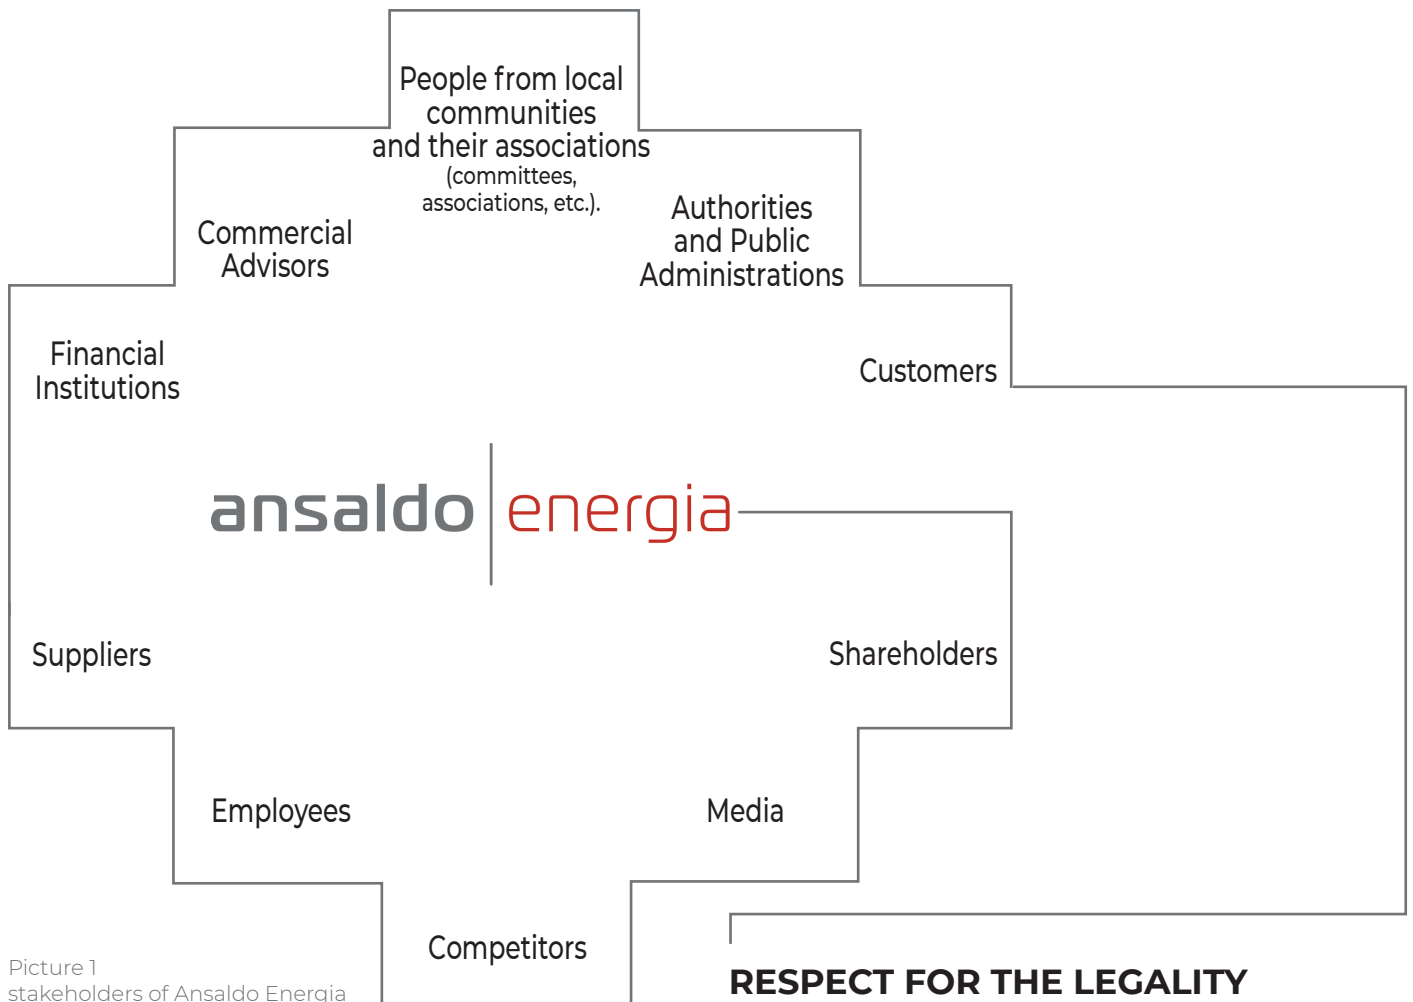 People from local
communities
and their associations
(committees,
associations, etc.).
Commercial
Advisors
Authorities
and Public
Administrations
Financial
Institutions
Customers
ansaldo energia
Suppliers
Shareholders
Employees
Media
Competitors
Picture 1
stakeholders of Ansaldo Energia
RESPECT FOR THE LEGALITY